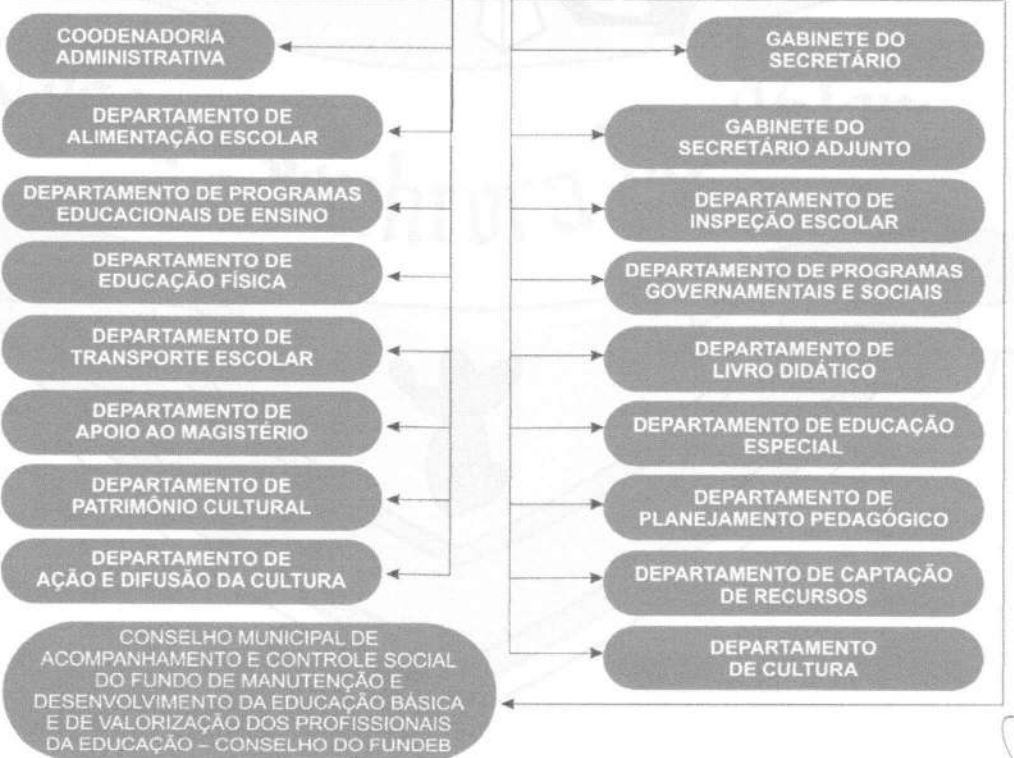 COODENADORIA
ADMINISTRATIVA
DEPARTAMENTO DE
ALIMENTAÇÃO ESCOLAR
DEPARTAMENTO DE PROGRAMAS
EDUCACIONAIS DE ENSINO
DEPARTAMENTO DE
EDUCAÇÃO FÍSICA
DEPARTAMENTO DE
TRANSPORTE ESCOLAR
DEPARTAMENTO DE
APOIO AO MAGISTÉRIO
DEPARTAMENTO DE
PATRIMÔNIO CULTURAL
DEPARTAMENTO DE
AÇÃO E DIFUSÃO DA CULTURA
CONSELHO MUNICIPAL DE
ACOMPANHAMENTO E CONTROLE SOCIAL
DO FUNDO DE MANUTENÇÃO E
DESENVOLVIMENTO DA EDUCAÇÃO BÁSICA
E DE VALORIZAÇÃO DOS PROFISSIONAIS
DA EDUCAÇÃO – CONSELHO DO FUNDEB
GABINETE DO
SECRETÁRIO
GABINETE DO
SECRETÁRIO ADJUNTO
DEPARTAMENTO DE
INSPEÇÃO ESCOLAR
DEPARTAMENTO DE PROGRAMAS
GOVERNAMENTAIS E SOCIAIS
DEPARTAMENTO DE
LIVRO DIDÁTICO
DEPARTAMENTO DE EDUCAÇÃO
ESPECIAL
DEPARTAMENTO DE
PLANEJAMENTO PEDAGÓGICO
DEPARTAMENTO DE CAPTAÇÃO
DE RECURSOS
DEPARTAMENTO
DE CULTURA